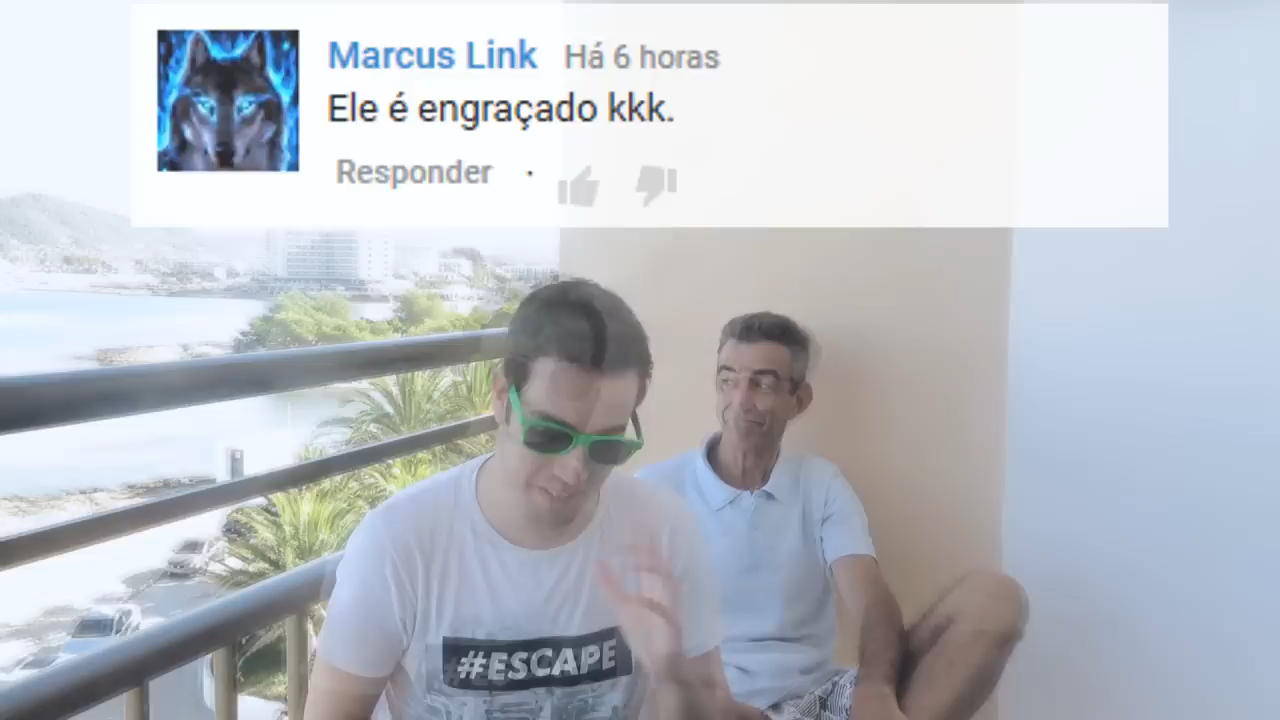 Marcus Link Há 6 horas
Ele é engraçado kkk.
Responder ·
#ESCAPE